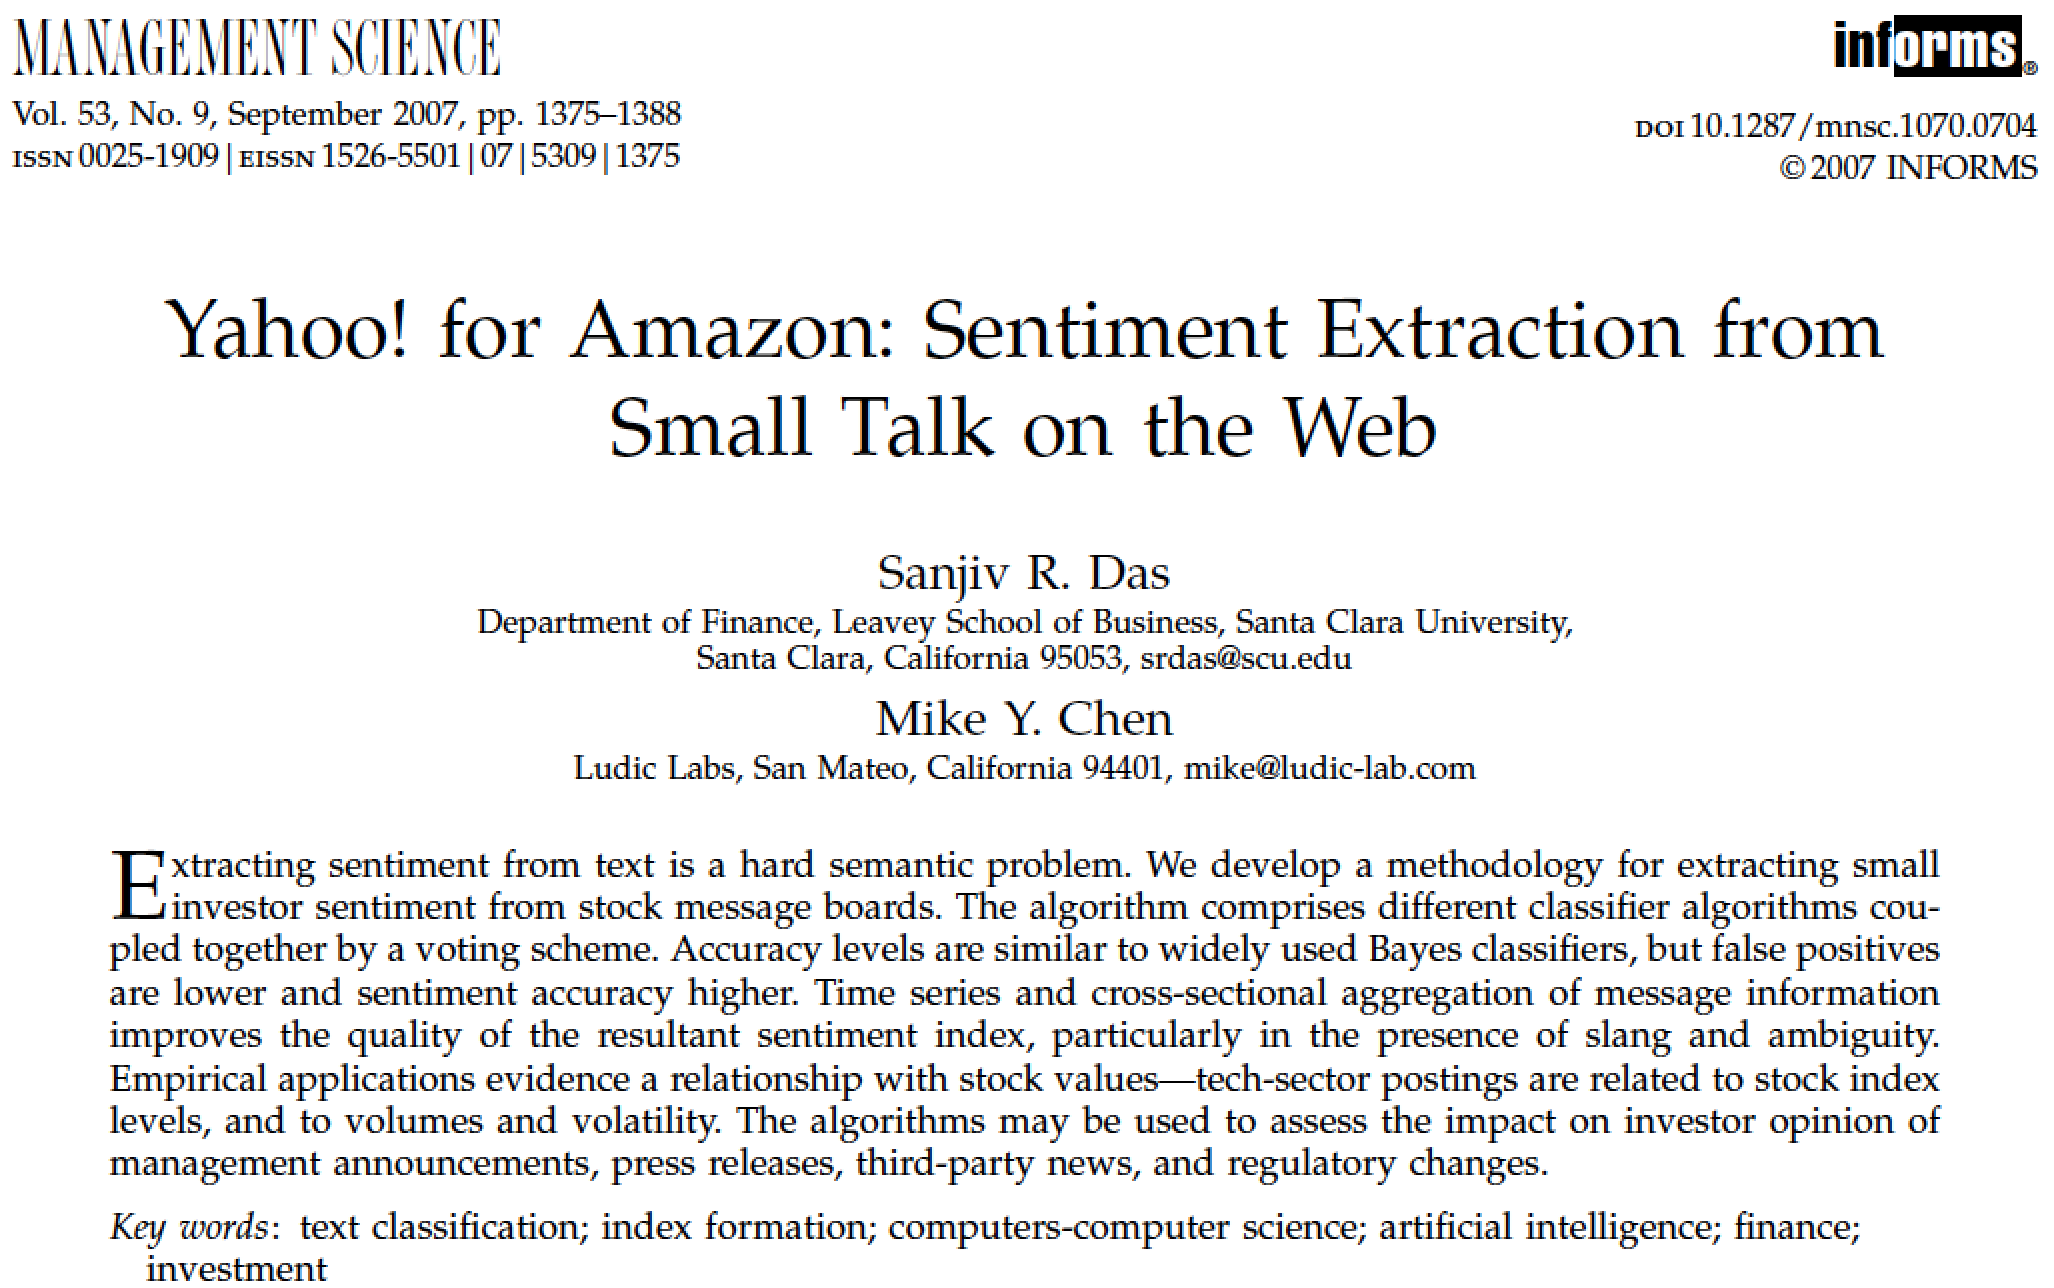 MANAGEMENT SCIENCE
informs®
Vol. 53, No. 9, September 2007, pp. 1375–1388
ISSN 0025-1909 | EISSN 1526-5501 | 07 | 5309 | 1375
DOI 10.1287/mnsc.1070.0704
© 2007 INFORMS
Yahoo! for Amazon: Sentiment Extraction from
Small Talk on the Web
Sanjiv R. Das
Department of Finance, Leavey School of Business, Santa Clara University,
Santa Clara, California 95053, srdas@scu.edu
Mike Y. Chen
Ludic Labs, San Mateo, California 94401, mike@ludic-lab.com
Extracting sentiment from text is a hard semantic problem. We develop a methodology for extracting small
investor sentiment from stock message boards. The algorithm comprises different classifier algorithms cou-
pled together by a voting scheme. Accuracy levels are similar to widely used Bayes classifiers, but false positives
are lower and sentiment accuracy higher. Time series and cross-sectional aggregation of message information
improves the quality of the resultant sentiment index, particularly in the presence of slang and ambiguity.
Empirical applications evidence a relationship with stock values—tech-sector postings are related to stock index
levels, and to volumes and volatility. The algorithms may be used to assess the impact on investor opinion of
management announcements, press releases, third-party news, and regulatory changes.
Key words: text classification; index formation; computers-computer science; artificial intelligence; finance;
investment